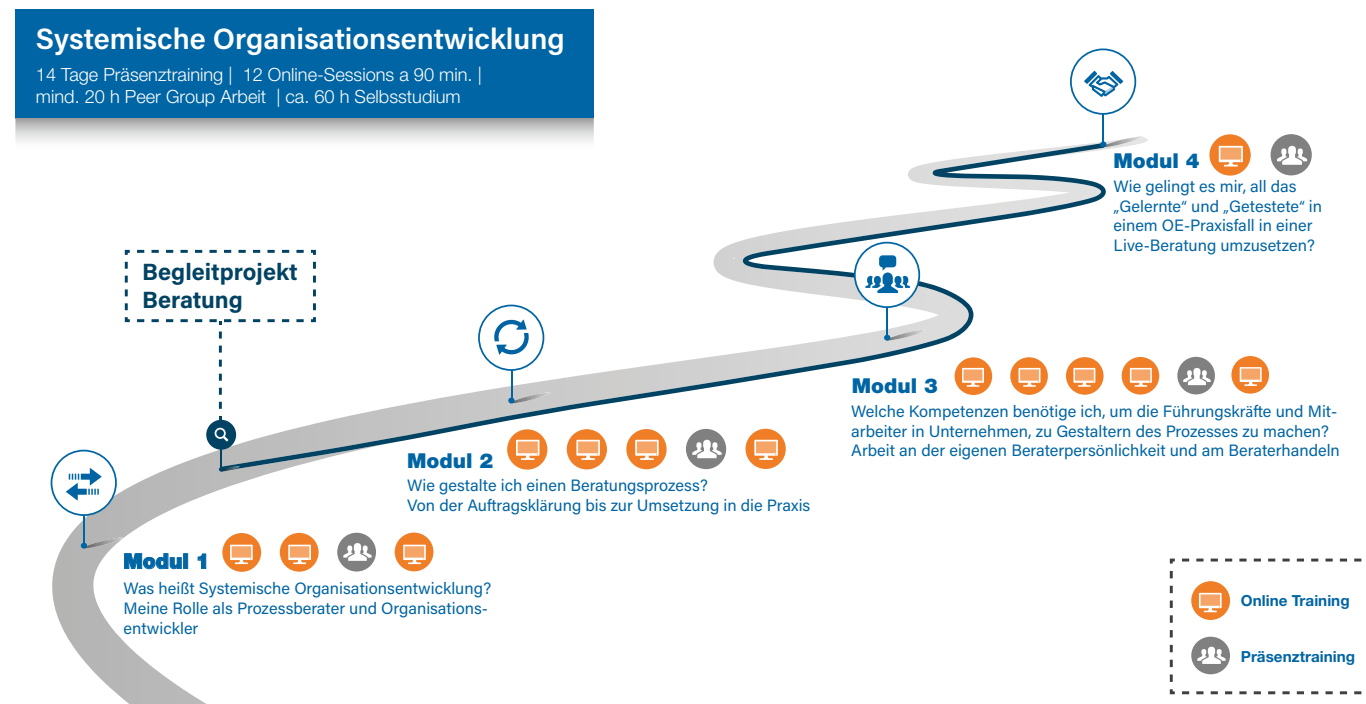 Systemische Organisationsentwicklung
14 Tage Präsenztraining | 12 Online-Sessions a 90 min. |
mind. 20 h Peer Group Arbeit | ca. 60 h Selbsstudium
Begleitprojekt
Beratung
Modul 1
Was heißt Systemische Organisationsentwicklung?
Meine Rolle als Prozessberater und Organisations-
entwickler
Modul 2
Wie gestalte ich einen Beratungsprozess?
Von der Auftragsklärung bis zur Umsetzung in die Praxis
Modul 3
Welche Kompetenzen benötige ich, um die Führungskräfte und Mit-
arbeiter in Unternehmen, zu Gestaltern des Prozesses zu machen?
Arbeit an der eigenen Beraterpersönlichkeit und am Beraterhandeln
Modul 4
Wie gelingt es mir, all das
„Gelernte“ und „Getestete“ in
einem OE-Praxisfall in einer
Live-Beratung umzusetzen?
Online Training
Präsenztraining